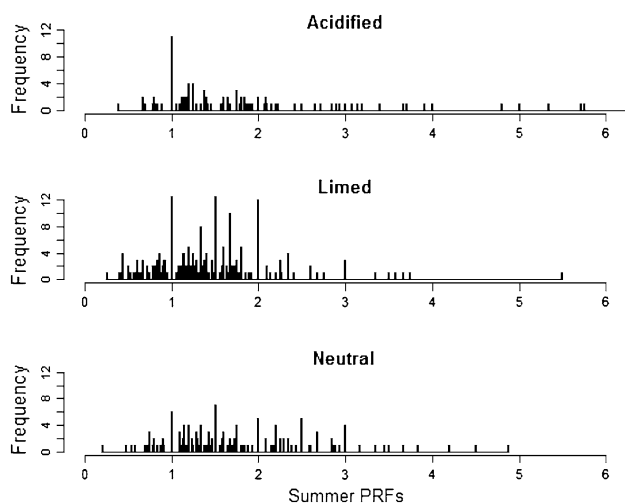 Acidified
Frequency
12
8
4
0
0 1 2 3 4 5 6
Limed
Frequency
12
8
4
0
0 1 2 3 4 5 6
Neutral
Frequency
12
8
4
0
0 1 2 3 4 5 6
Summer PRFs